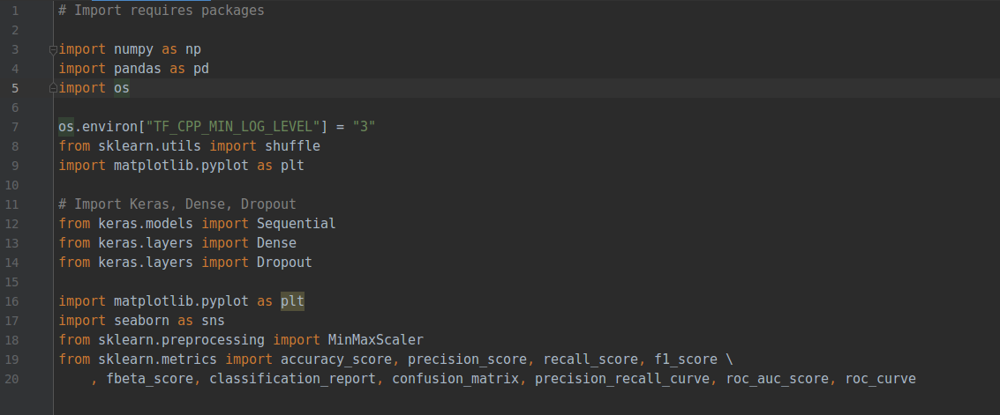 1 # Import requires packages
2
3 import numpy as np
4 import pandas as pd
5 import os
6
7 os.environ["TF_CPP_MIN_LOG_LEVEL"] = "3"
8 from sklearn.utils import shuffle
9 import matplotlib.pyplot as plt
10
11 # Import Keras, Dense, Dropout
12 from keras.models import Sequential
13 from keras.layers import Dense
14 from keras.layers import Dropout
15
16 import matplotlib.pyplot as plt
17 import seaborn as sns
18 from sklearn.preprocessing import MinMaxScaler
19 from sklearn.metrics import accuracy_score, precision_score, recall_score, f1_score \
20     , fbeta_score, classification_report, confusion_matrix, precision_recall_curve, roc_auc_score, roc_curve